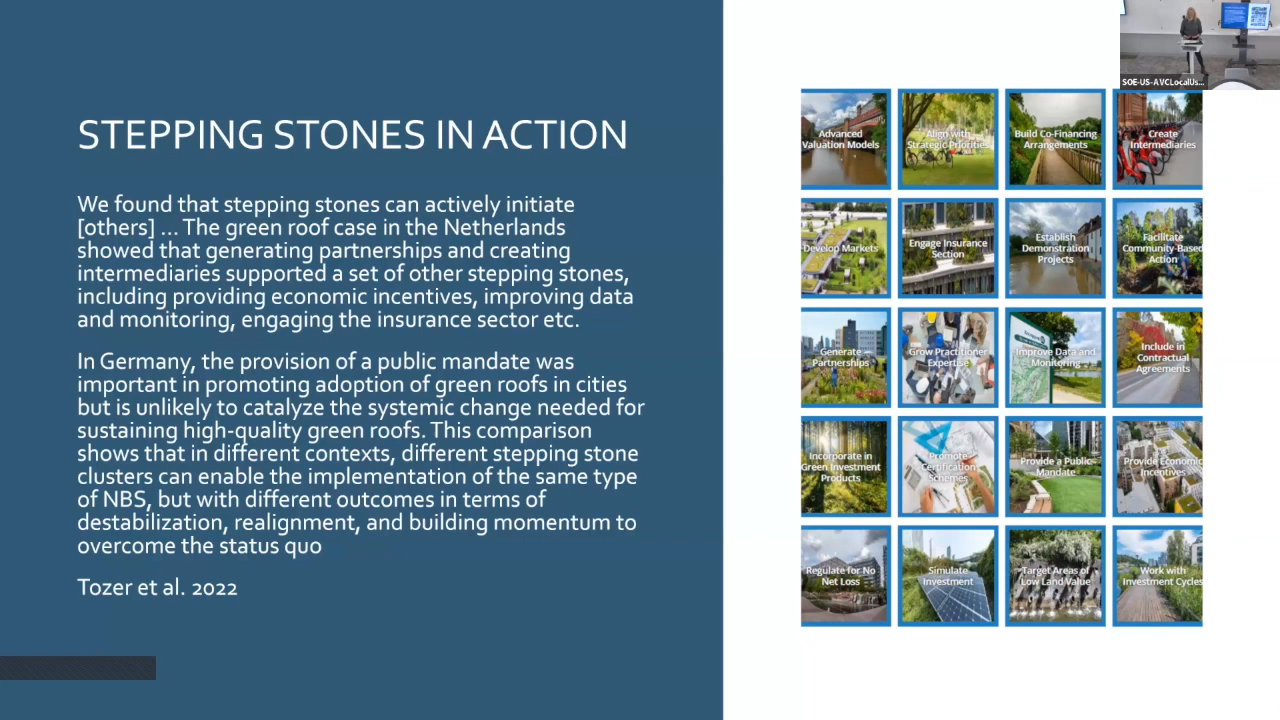 SOE-US-AVCLocalUs...
STEPPING STONES IN ACTION
We found that stepping stones can actively initiate
[others] ... The green roof case in the Netherlands
showed that generating partnerships and creating
intermediaries supported a set of other stepping stones,
including providing economic incentives, improving data
and monitoring, engaging the insurance sector etc.
In Germany, the provision of a public mandate was
important in promoting adoption of green roofs in cities
but is unlikely to catalyze the systemic change needed for
sustaining high-quality green roofs. This comparison
shows that in different contexts, different stepping stone
clusters can enable the implementation of the same type
of NBS, but with different outcomes in terms of
destabilization, realignment, and building momentum to
overcome the status quo
Tozer et al. 2022
Advanced
Valuation Models
Align with
Strategic Priorities
Build Co-Financing
Arrangements
Create
Intermediaries
Develop Markets
Engage Insurance
Section
Establish
Demonstration
Projects
Facilitate
Community-Based
Action
Generate
Partnerships
Grow Practitioner
Expertise
Improve Data and
Monitoring
Include in
Contractual
Agreements
Incorporate in
Green Investment
Products
Promote
Certification
Schemes
Provide a Public
Mandate
Provide Economic
Incentives
Regulate for No
Net Loss
Simulate
Investment
Target Areas of
Low Land Value
Work with
Investment Cycles